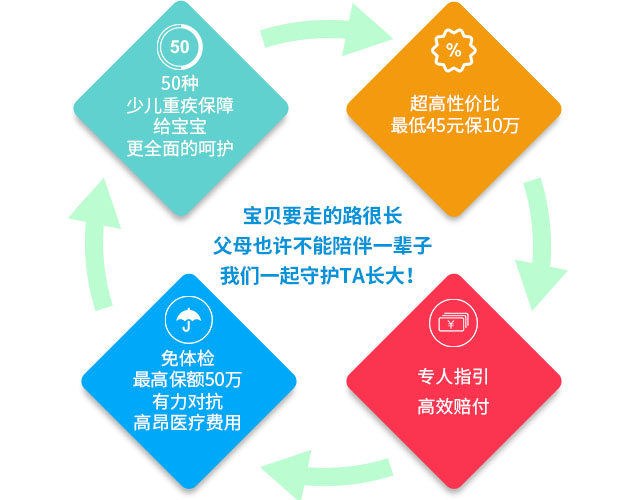 50
50种
少儿重疾保障
给宝宝
更全面的呵护
%
超高性价比
最低45元保10万
宝贝要走的路很长
父母也许不能陪伴一辈子
我们一起守护TA长大!
免体检
最高保额50万
有力对抗
高昂医疗费用
¥
专人指引
高效赔付